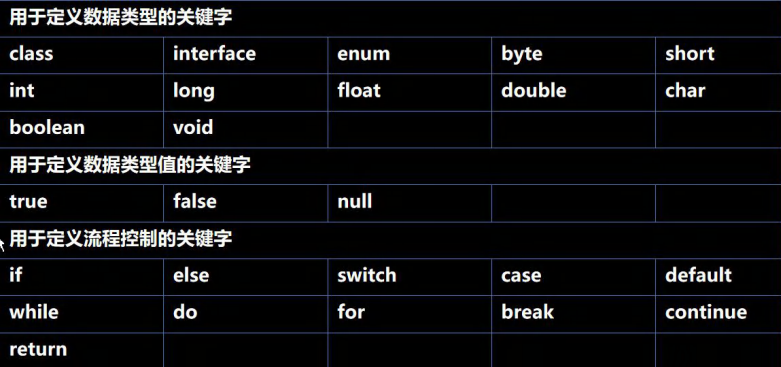 用于定义数据类型的关键字
class interface enum byte short
int long float double char
boolean void
用于定义数据类型值的关键字
true false null
用于定义流程控制的关键字
if else switch case default
while do for break continue
return